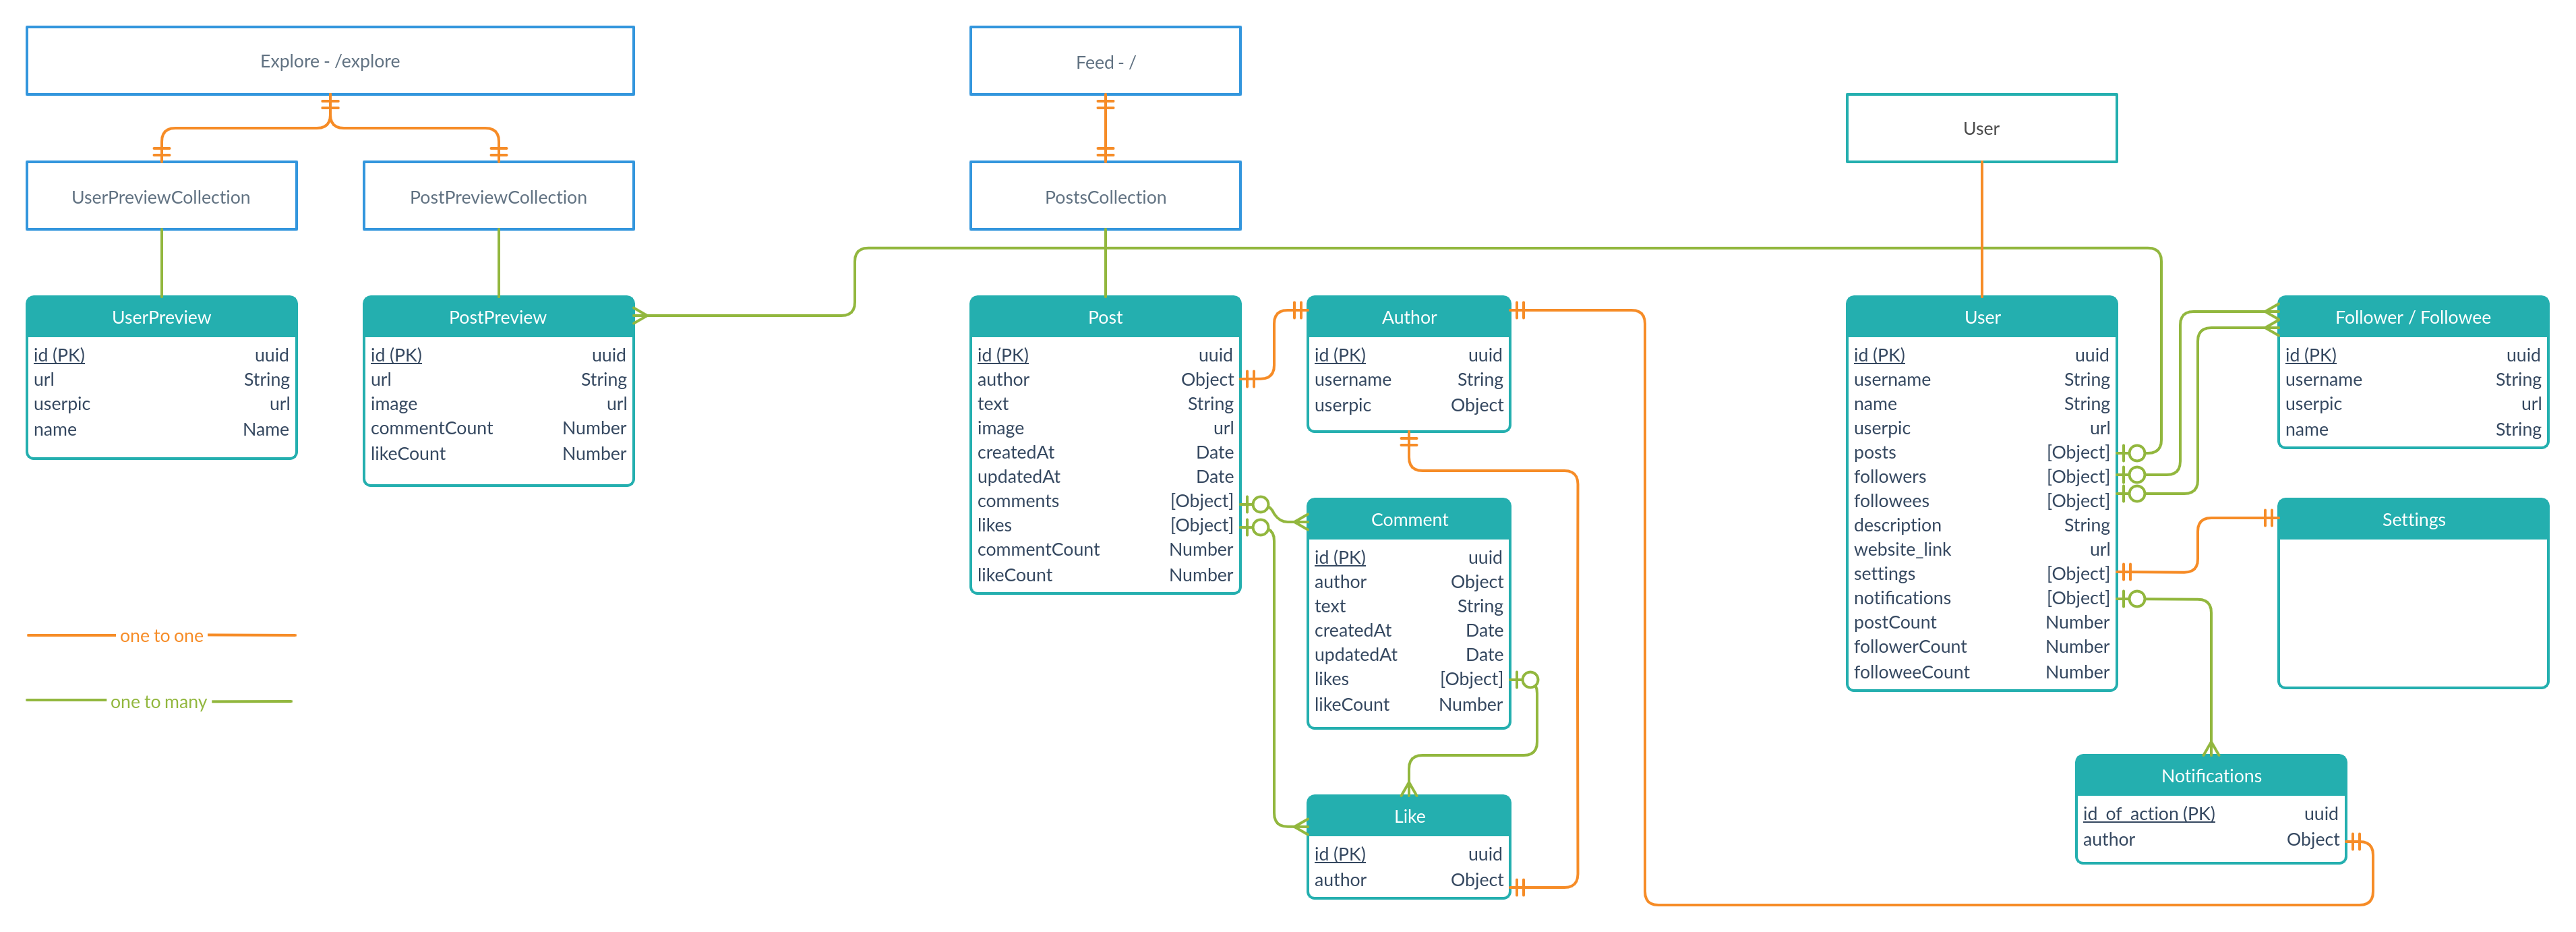 Explore - /explore
Feed - /
User
UserPreviewCollection
PostPreviewCollection
PostsCollection
UserPreview
id (PK) uuid
url String
userpic url
name Name
PostPreview
id (PK) uuid
url String
image url
commentCount Number
likeCount Number
Post
id (PK) uuid
author Object
text String
image url
createdAt Date
updatedAt Date
comments [Object]
likes [Object]
commentCount Number
likeCount Number
Author
id (PK) uuid
username String
userpic Object
Comment
id (PK) uuid
author Object
text String
createdAt Date
updatedAt Date
likes [Object]
likeCount Number
Like
id (PK) uuid
author Object
User
id (PK) uuid
username String
name String
userpic url
posts [Object]
followers [Object]
followees [Object]
description String
website_link url
settings [Object]
notifications [Object]
postCount Number
followerCount Number
followeeCount Number
Follower / Followee
id (PK) uuid
username String
userpic url
name String
Settings
Notifications
id_of_action (PK) uuid
author Object
one to one
one to many